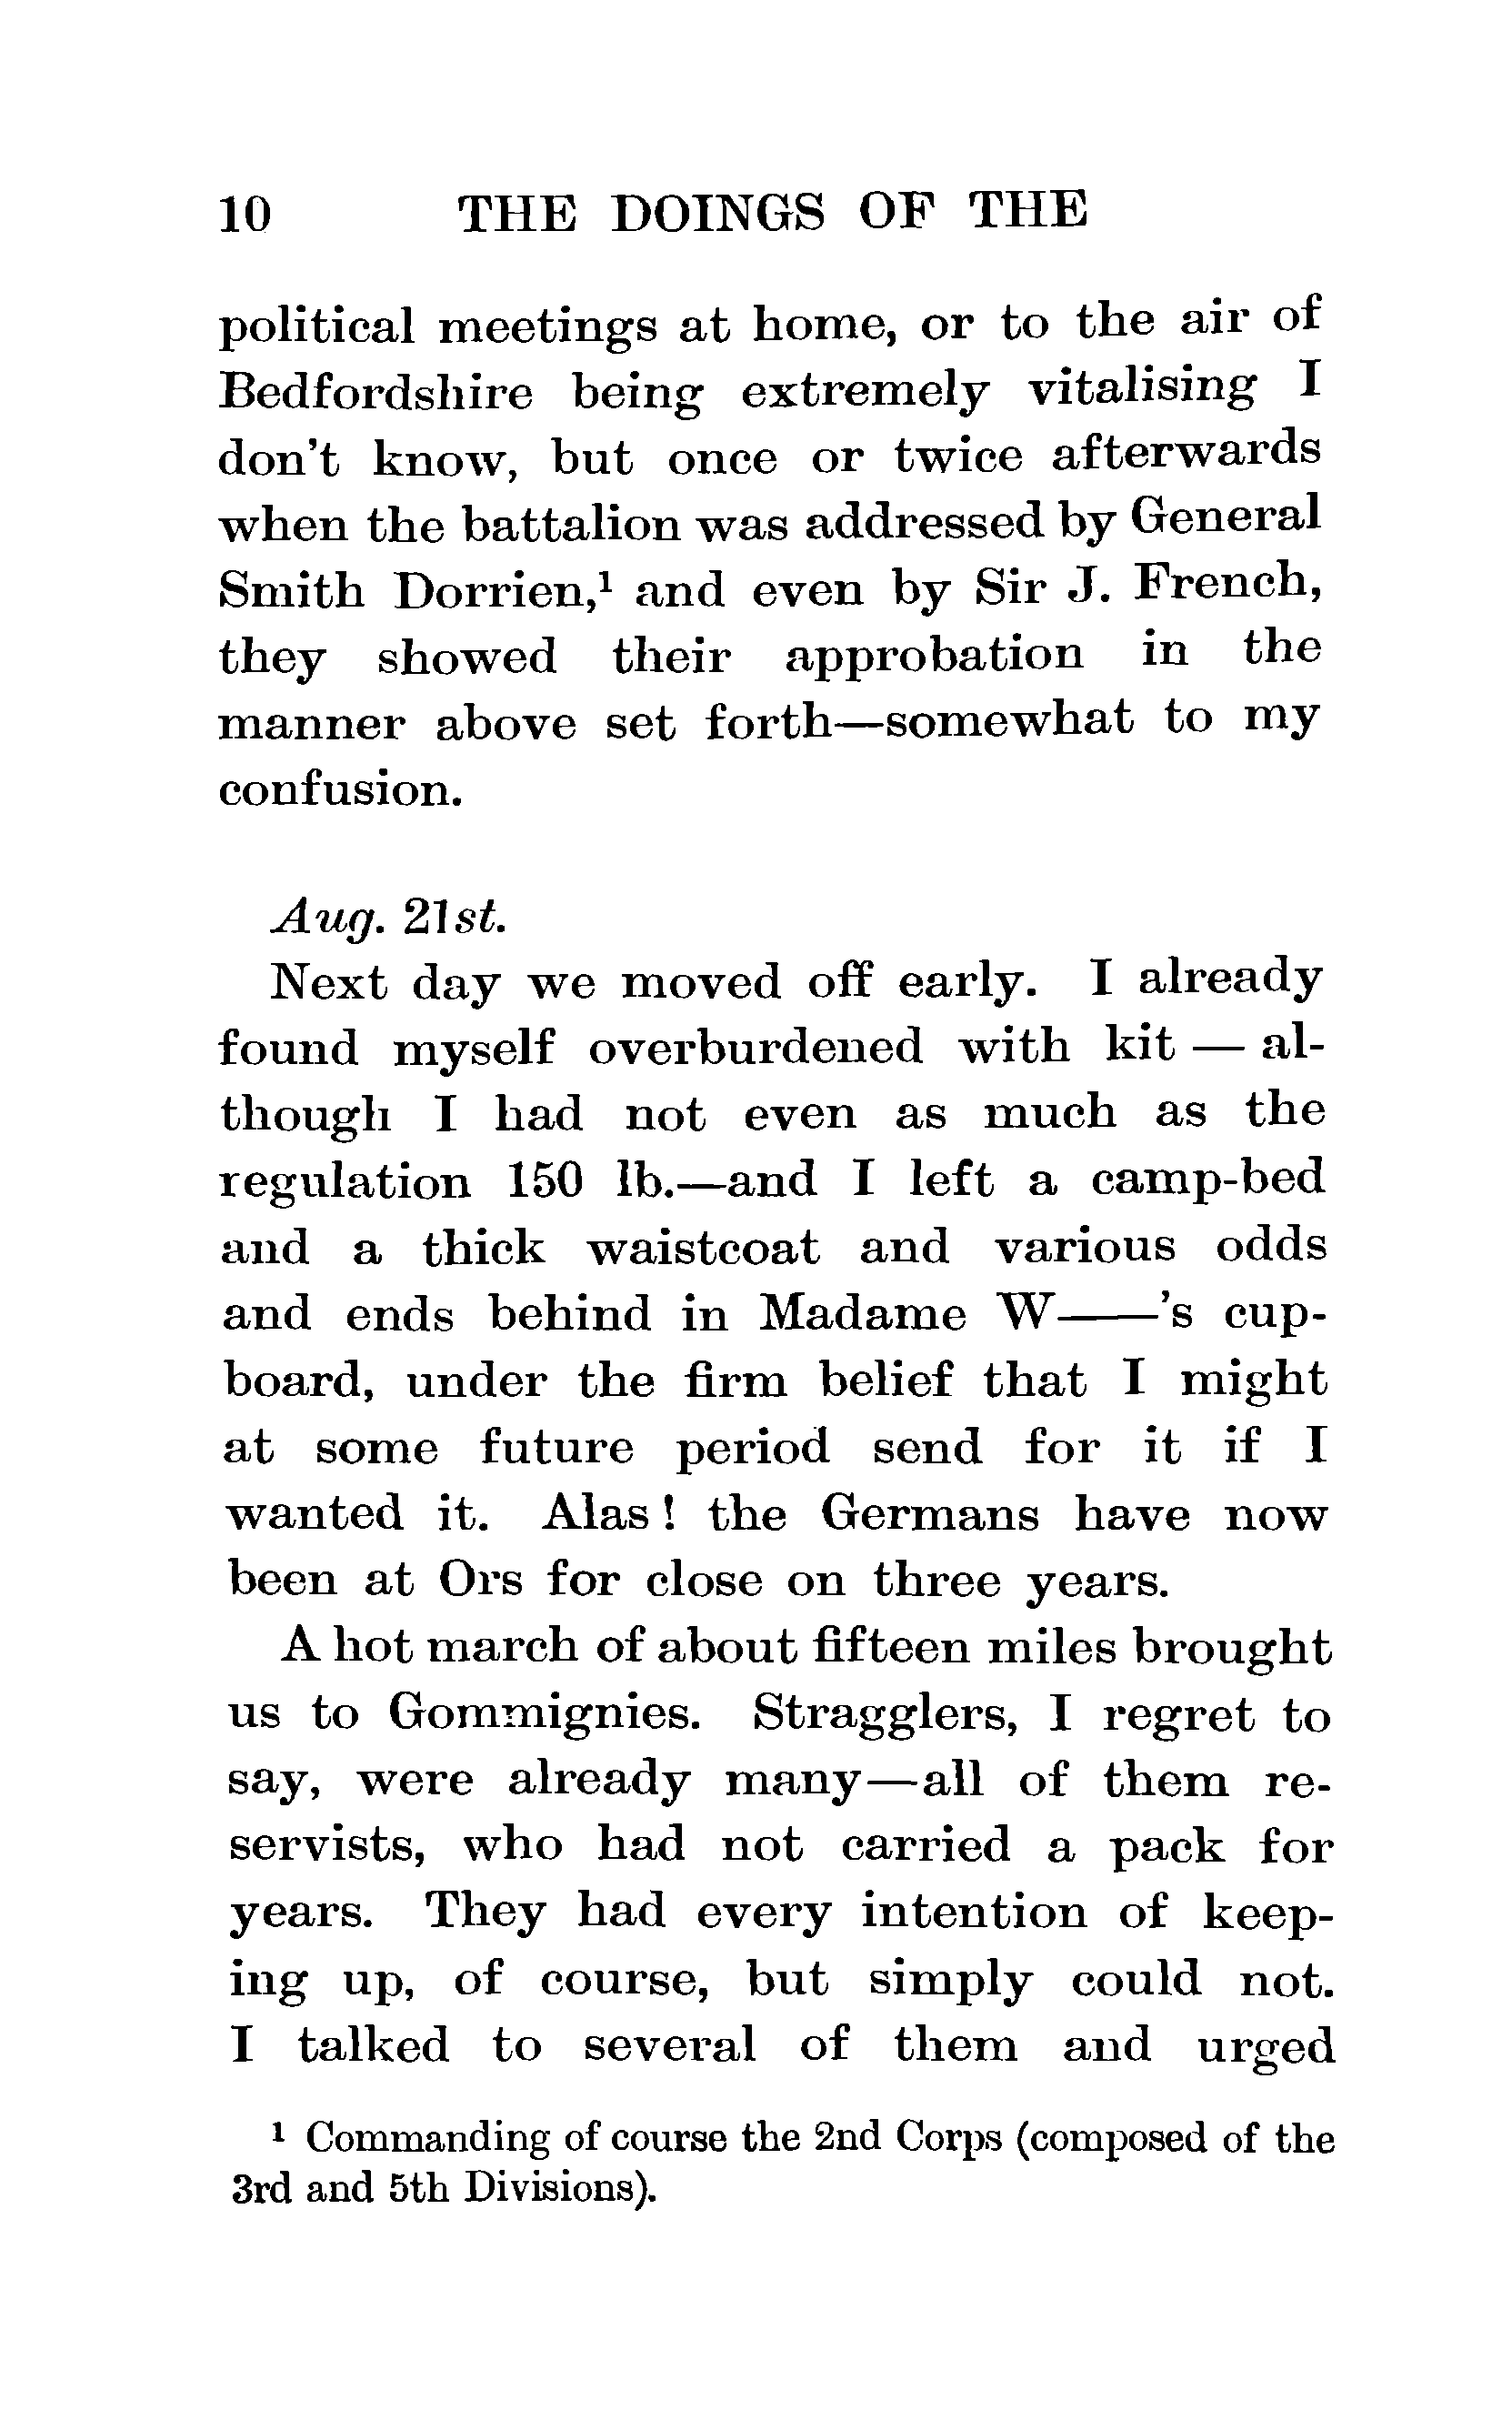 10 THE DOINGS OF THE
political meetings at home, or to the air of
Bedfordshire being extremely vitalising I
don't know, but once or twice afterwards
when the battalion was addressed by General
Smith Dorrien,¹ and even by Sir J. French,
they showed their approbation in the
manner above set forth—somewhat to my
confusion.
Aug. 21st.
Next day we moved off early. I already
found myself overburdened with kit — al-
though I had not even as much as the
regulation 150 lb.—and I left a camp-bed
and a thick waistcoat and various odds
and ends behind in Madame W——'s cup-
board, under the firm belief that I might
at some future period send for it if I
wanted it. Alas! the Germans have now
been at Ors for close on three years.
A hot march of about fifteen miles brought
us to Gommignies. Stragglers, I regret to
say, were already many—all of them re-
servists, who had not carried a pack for
years. They had every intention of keep-
ing up, of course, but simply could not.
I talked to several of them and urged
¹ Commanding of course the 2nd Corps (composed of the
3rd and 5th Divisions).